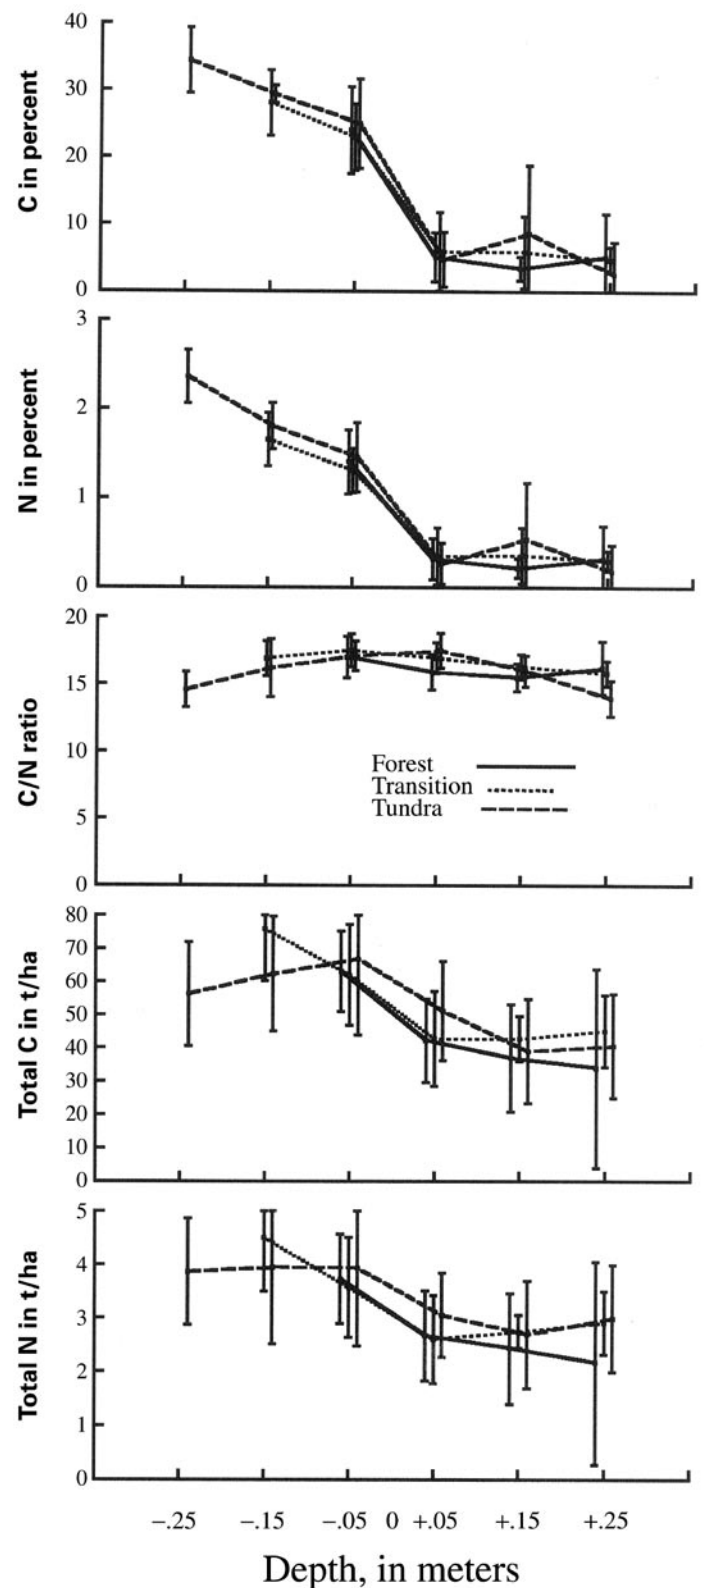 40
30
20
10
0
C in percent
3
2
1
0
N in percent
20
15
10
5
0
C/N ratio
Forest
Transition
Tundra
80
70
60
50
40
30
20
10
0
Total C in t/ha
5
4
3
2
1
0
Total N in t/ha
–.25 –.15 –.05 0 +.05 +.15 +.25
Depth, in meters